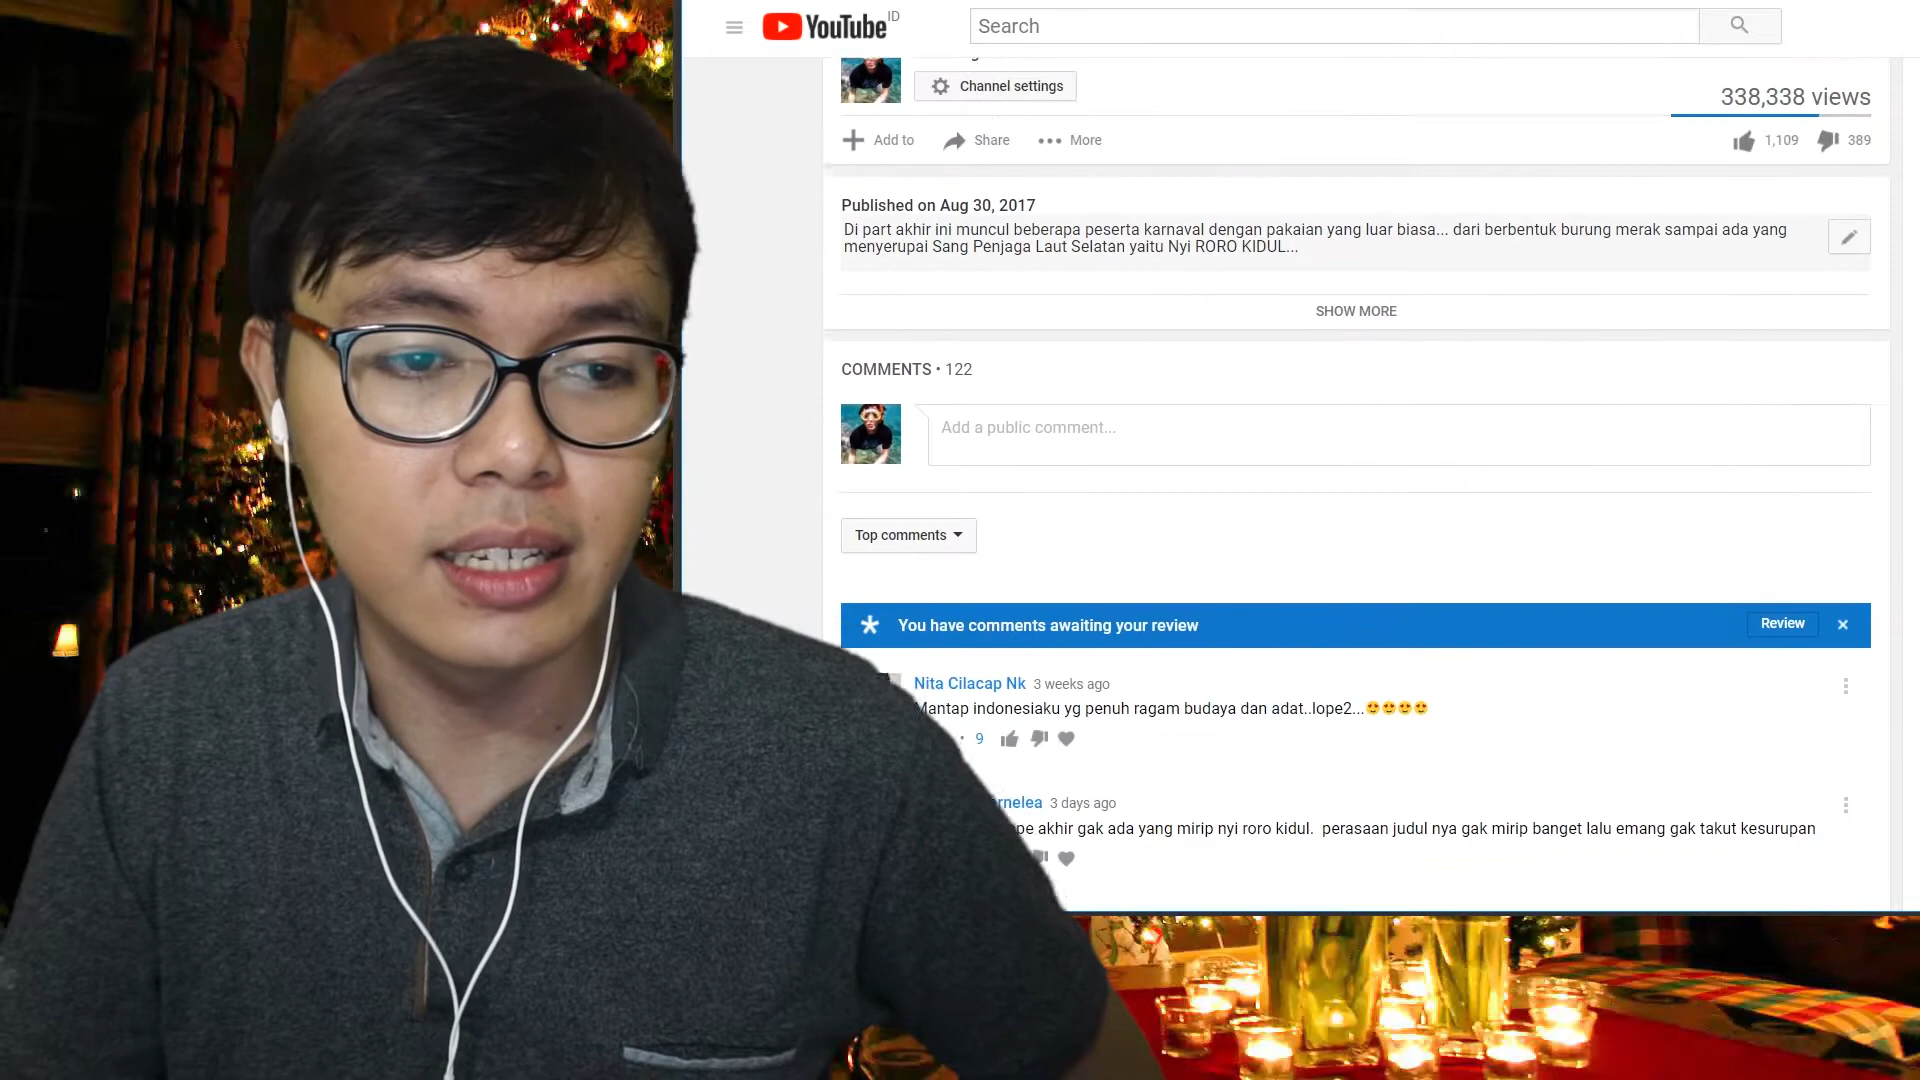 YouTube ID
Search
Channel settings
338,338 views
Add to
Share
More
1,109
389
Published on Aug 30, 2017
Di part akhir ini muncul beberapa peserta karnaval dengan pakaian yang luar biasa... dari berbentuk burung merak sampai ada yang
menyerupai Sang Penjaga Laut Selatan yaitu Nyi RORO KIDUL...
SHOW MORE
COMMENTS • 122
Add a public comment...
Top comments
You have comments awaiting your review
Review
Nita Cilacap Nk 3 weeks ago
Mantap indonesiaku yg penuh ragam budaya dan adat..lope2...😍😍😍😍
9
3 days ago
akhir gak ada yang mirip nyi roro kidul. perasaan judul nya gak mirip banget lalu emang gak takut kesurupan